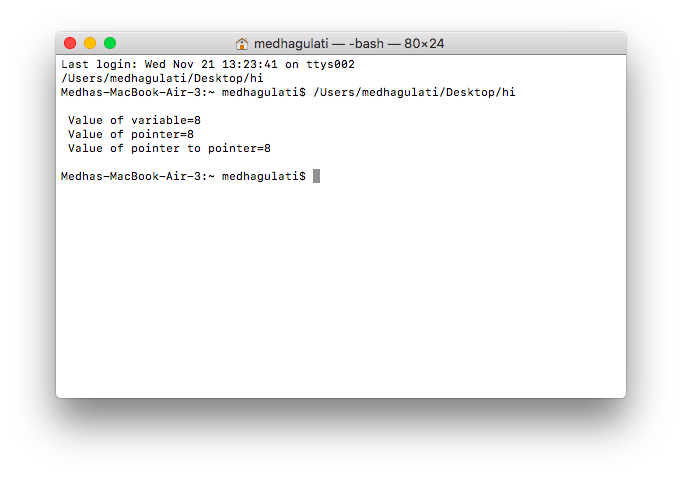 medhagulati — -bash — 80×24
Last login: Wed Nov 21 13:23:41 on ttys002
/Users/medhagulati/Desktop/hi
Medhas-MacBook-Air-3:~ medhagulati$ /Users/medhagulati/Desktop/hi
Value of variable=8
Value of pointer=8
Value of pointer to pointer=8
Medhas-MacBook-Air-3:~ medhagulati$